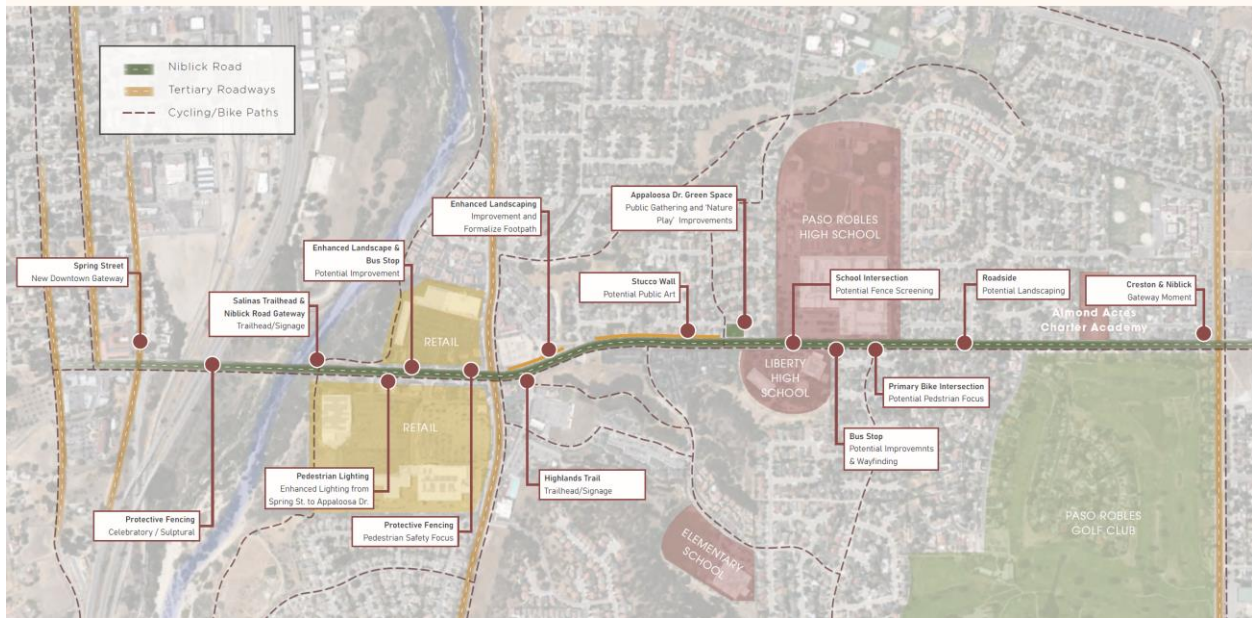 Niblick Road
Tertiary Roadways
Cycling/Bike Paths
Spring Street
New Downtown Gateway
Salinas Trailhead &
Niblick Road Gateway
Trailhead/Signage
Enhanced Landscape &
Bus Stop
Potential Improvement
Enhanced Landscaping
Improvement and
Formalize Footpath
Stucco Wall
Potential Public Art
Appaloosa Dr. Green Space
Public Gathering and 'Nature
Play' Improvements
PASO ROBLES
HIGH SCHOOL
School Intersection
Potential Fence Screening
Roadside
Potential Landscaping
Creston & Niblick
Gateway Moment
Almond Acres
Charter Academy
RETAIL
RETAIL
LIBERTY
HIGH
SCHOOL
Primary Bike Intersection
Potential Pedstrian Focus
Bus Stop
Potential Improvemnts
& Wayfinding
Highlands Trail
Trailhead/Signage
Pedestrian Lighting
Enhanced Lighting from
Spring St. to Appaloosa Dr.
Protective Fencing
Celebratory / Sulptural
Protective Fencing
Pedestrian Safety Focus
ELEMENTARY
SCHOOL
PASO ROBLES
GOLF CLUB